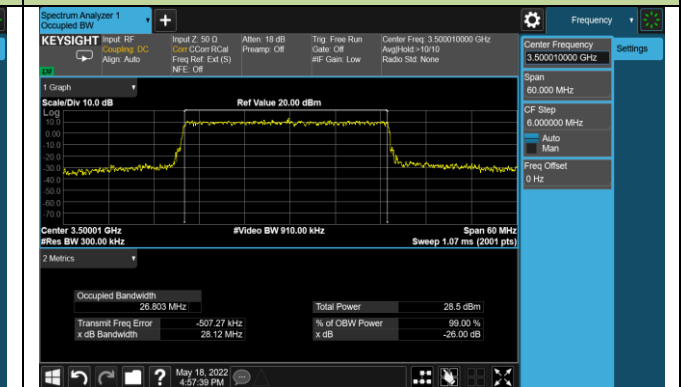 Spectrum Analyzer 1
Occupied BW
+
Frequency
KEYSIGHT
Input: RF
Coupling: DC
Align: Auto
Input Z: 50 Ω
Corr CCorr RCal
Freq Ref: Ext (S)
NFE: Off
Atten: 18 dB
Preamp: Off
Trig: Free Run
Gate: Off
#IF Gain: Low
Center Freq: 3.500010000 GHz
Avg|Hold:>10/10
Radio Std: None
Center Frequency
3.500010000 GHz
Settings
Span
60.000 MHz
CF Step
6.000000 MHz
Auto
Man
Freq Offset
0 Hz
1 Graph
Scale/Div 10.0 dB
Ref Value 20.00 dBm
Log
10.0
0.00
-10.0
-20.0
-30.0
-40.0
-50.0
-60.0
-70.0
Center 3.50001 GHz
#Video BW 910.00 kHz
Span 60 MHz
#Res BW 300.00 kHz
Sweep 1.07 ms (2001 pts)
2 Metrics
Occupied Bandwidth
26.803 MHz
Total Power
28.5 dBm
Transmit Freq Error
-507.27 kHz
% of OBW Power
99.00 %
x dB Bandwidth
28.12 MHz
x dB
-26.00 dB
?
May 18, 2022
4:57:39 PM